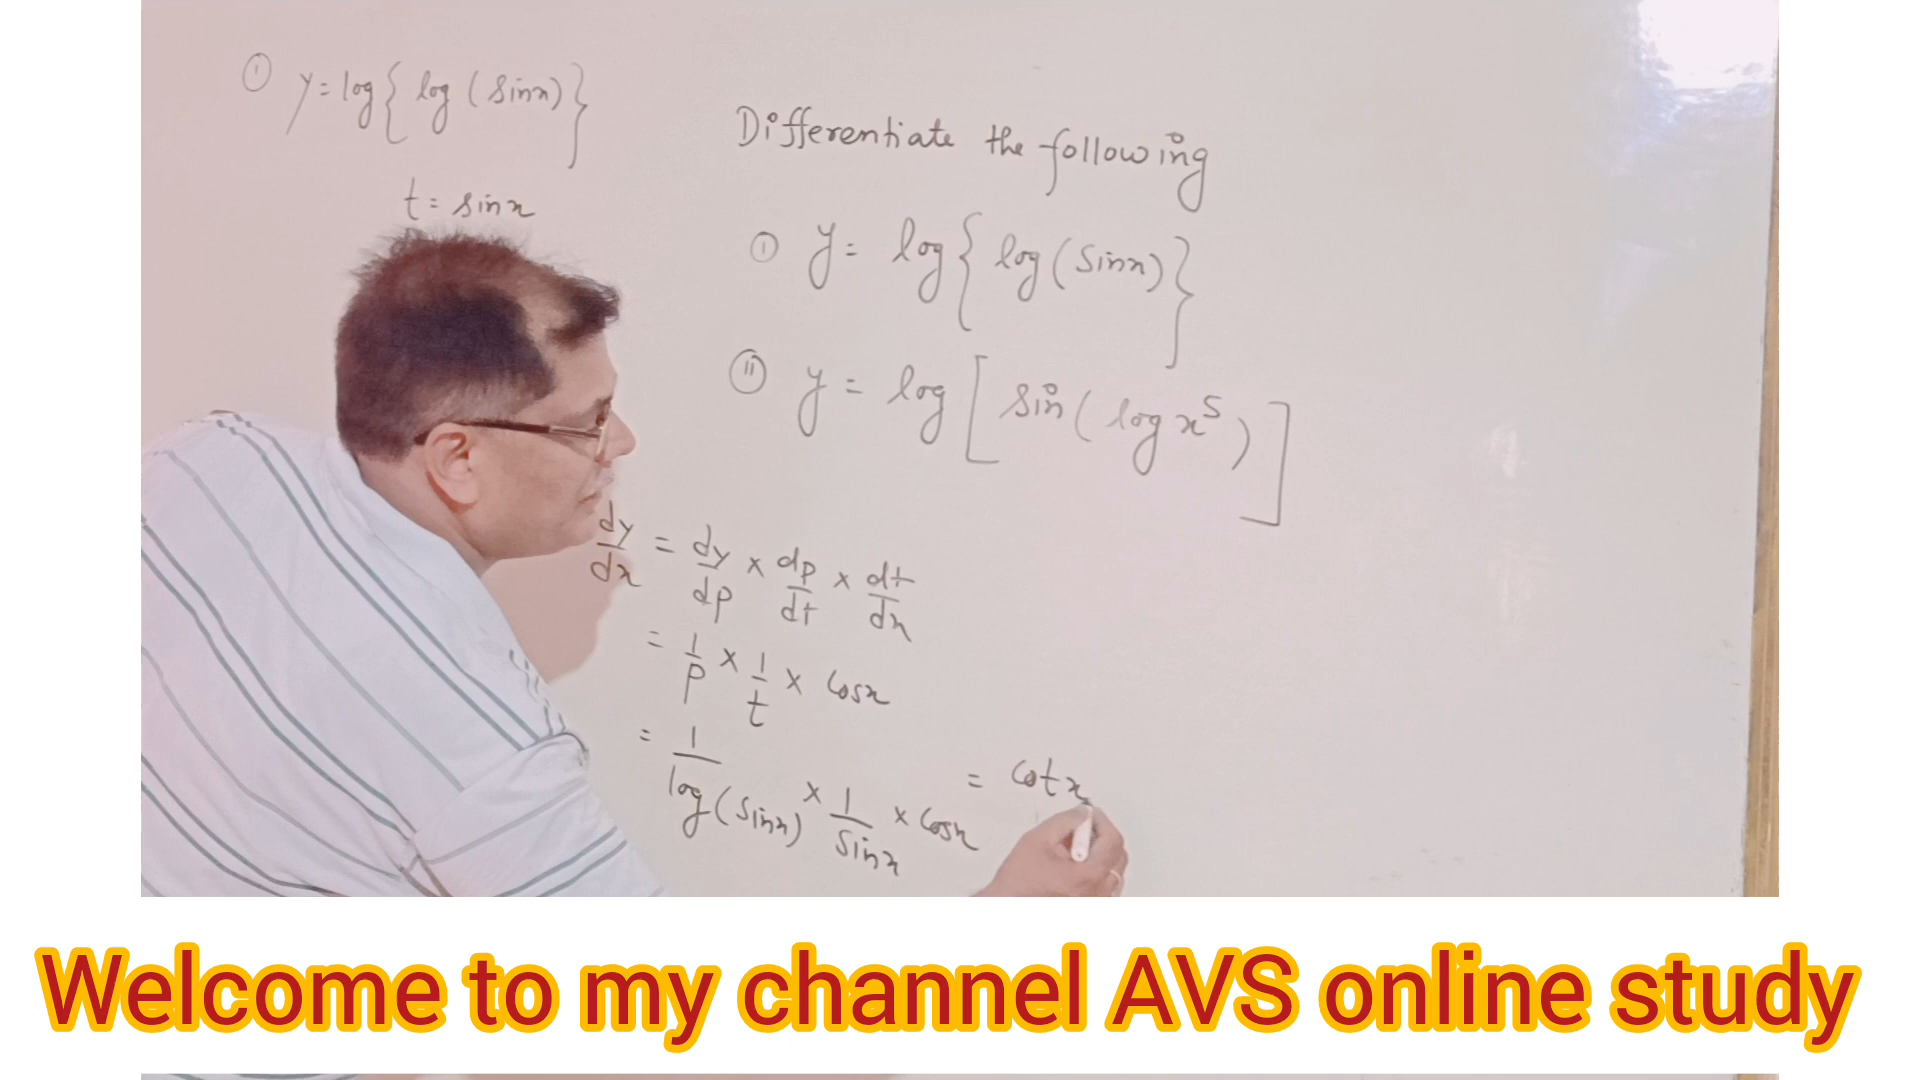 ① y = log{ log (sinx)}
t = sinx
Differentiate the following
① y = log{ log (sinx)}
⑪ y = log [ sin( log x⁵ ) ]
dy/dx = dy/dp × dp/dt × dt/dx
= 1/p × 1/t × cosx
= 1/log(sinx) × 1/sinx × cosx = cotx
Welcome to my channel AVS online study